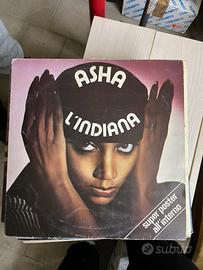 ASHA
L'INDIANA
super poster
all'interno
subito